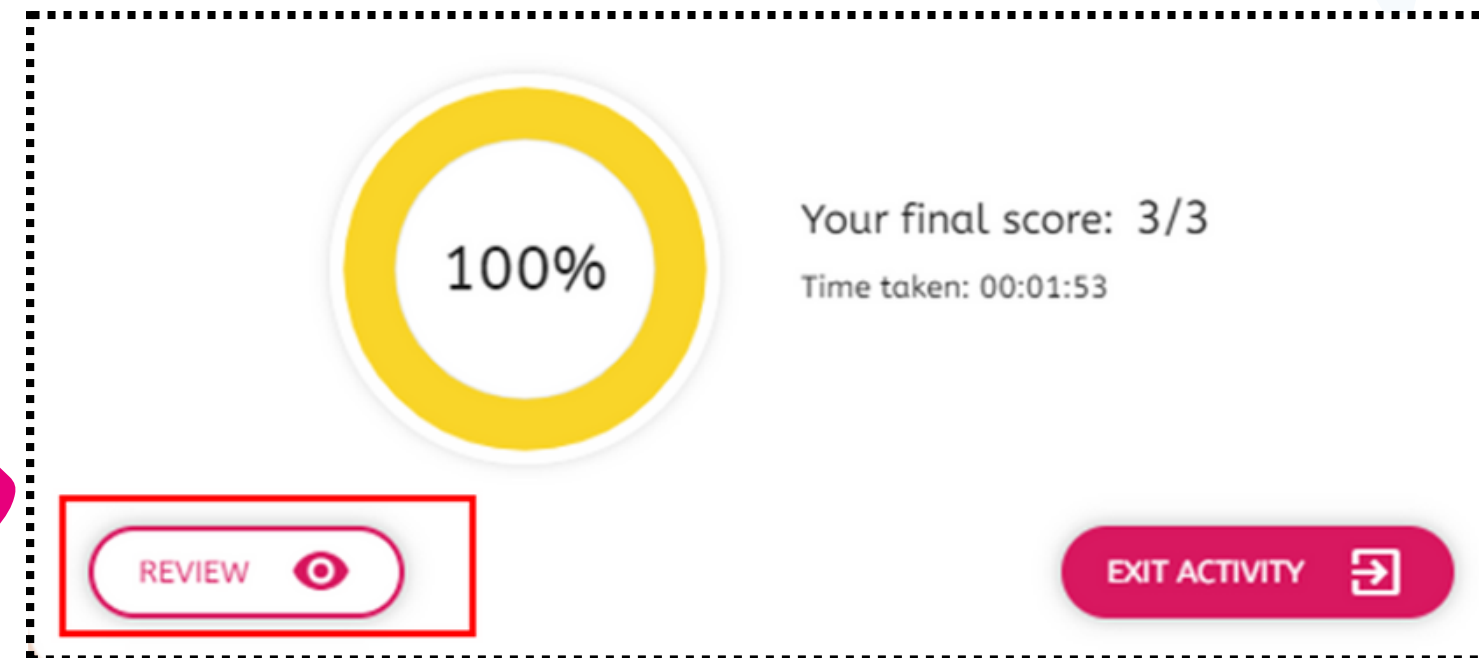 100%
Your final score: 3/3
Time taken: 00:01:53
REVIEW
EXIT ACTIVITY